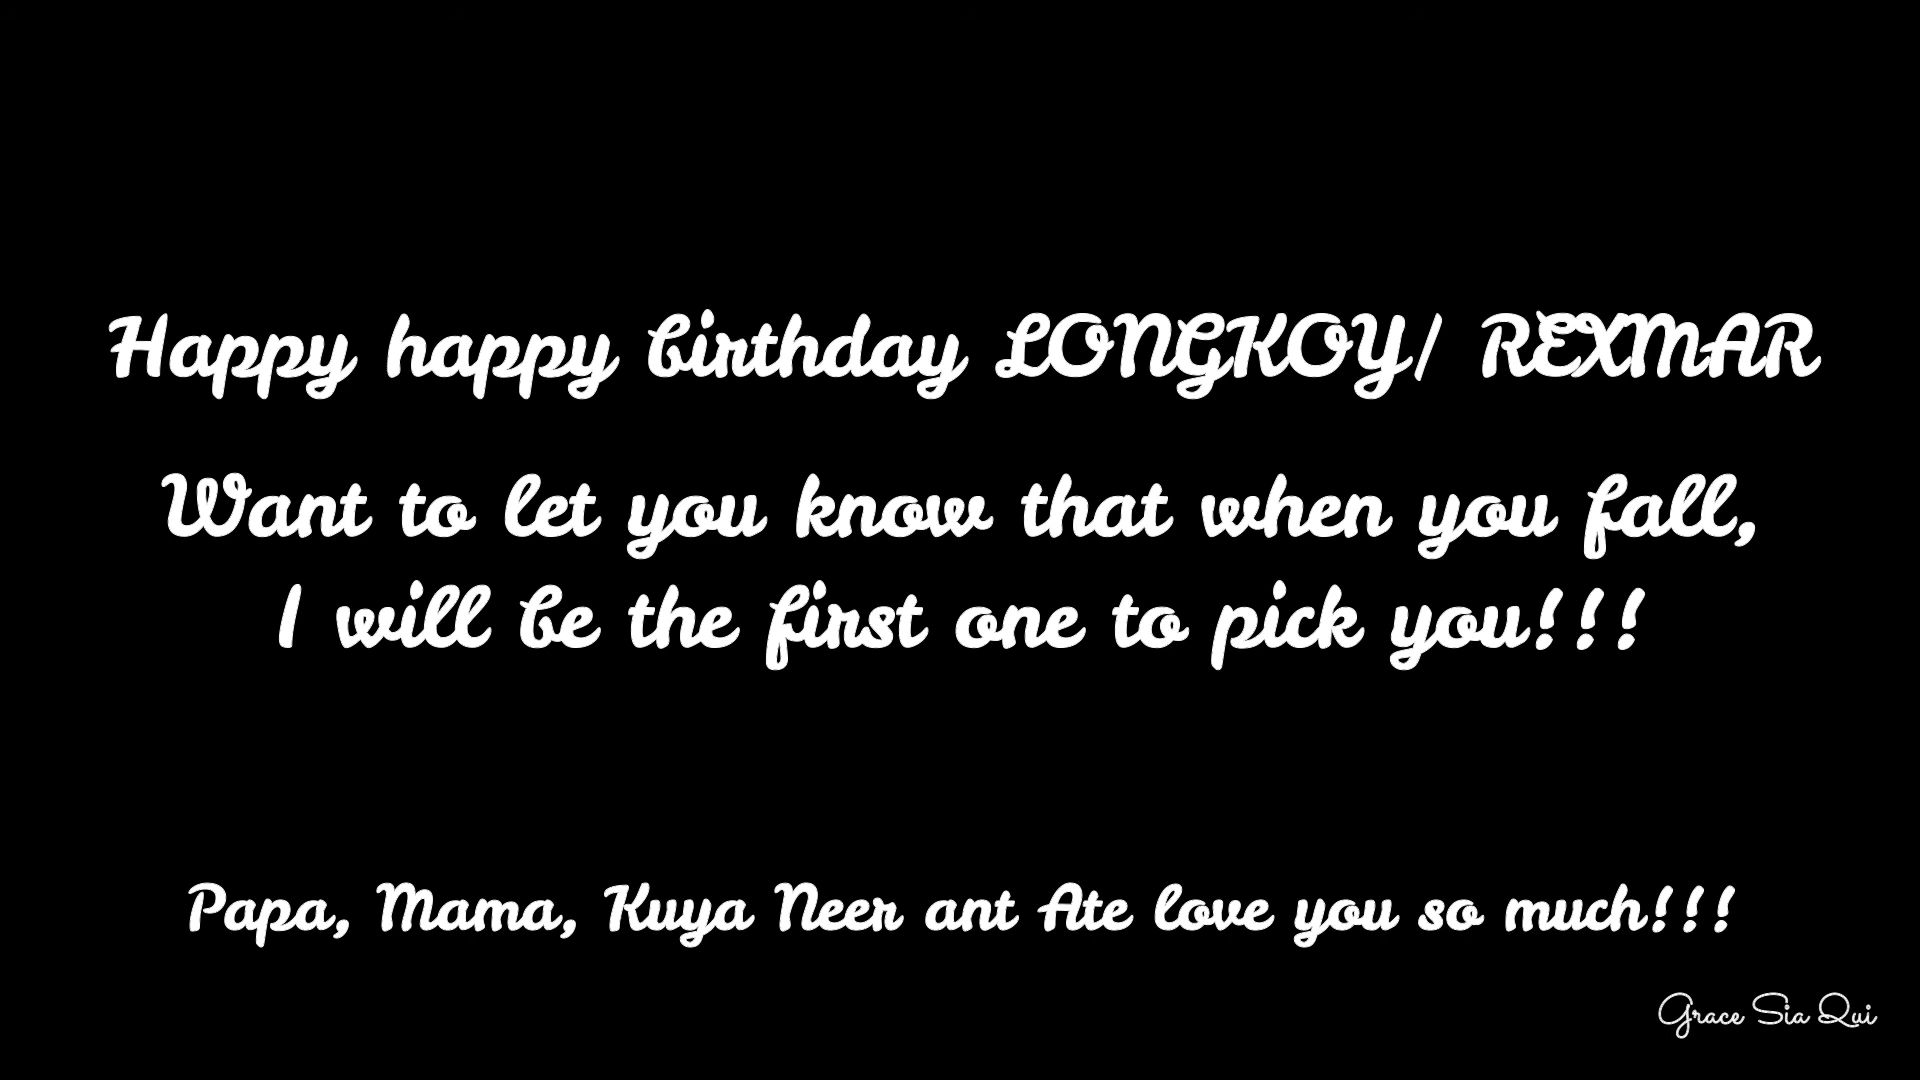 Happy happy birthday LONGKOY/ REXMAR
Want to let you know that when you fall,
I will be the first one to pick you!!!
Papa, Mama, Kuya Neer ant Ate love you so much!!!
Grace Sia Qui